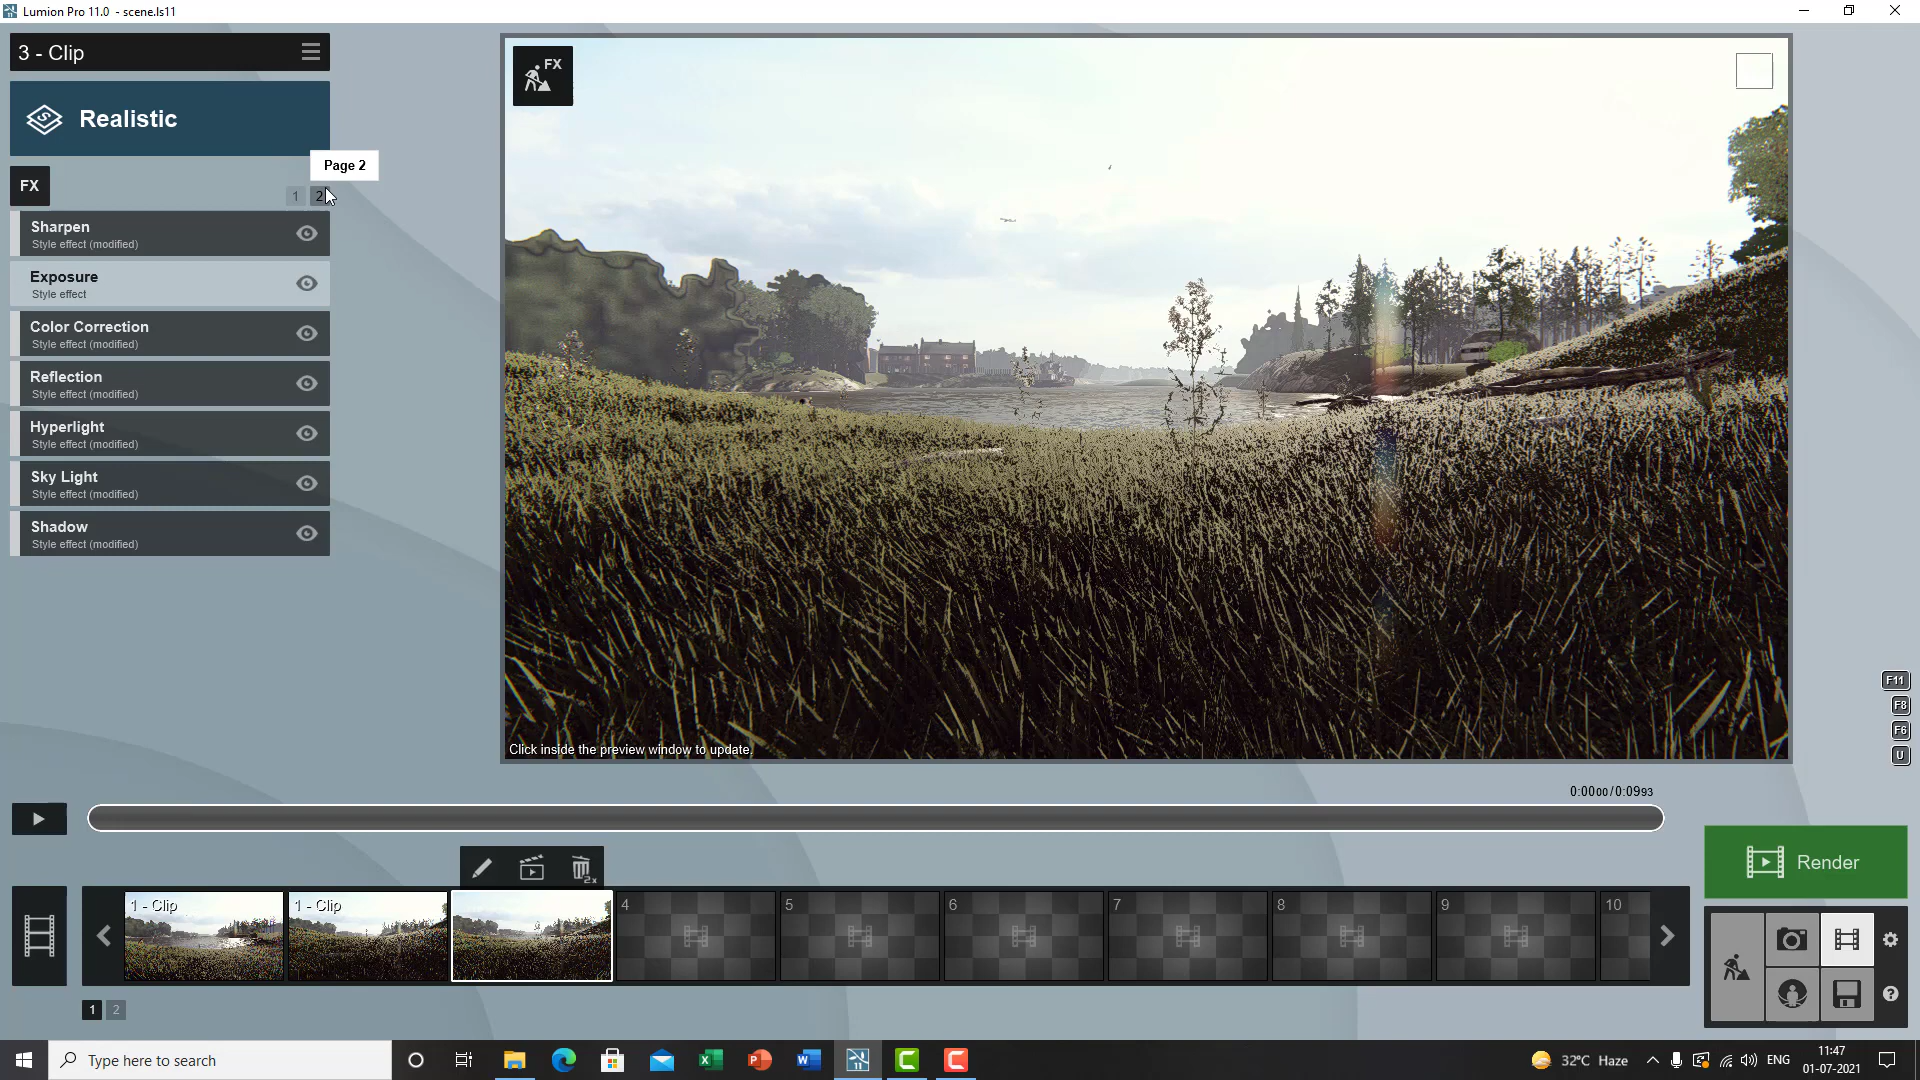 Lumion Pro 11.0 - scene.ls11
3 - Clip
Realistic
Page 2
FX
1 2
Sharpen
Style effect (modified)
Exposure
Style effect
Color Correction
Style effect (modified)
Reflection
Style effect (modified)
Hyperlight
Style effect (modified)
Sky Light
Style effect (modified)
Shadow
Style effect (modified)
FX
Click inside the preview window to update.
F11
F8
F6
U
0:0000/0:0993
Render
2x
1 - Clip
1 - Clip
4
5
6
7
8
9
10
1 2
Type here to search
32°C Haze
ENG
11:47
01-07-2021